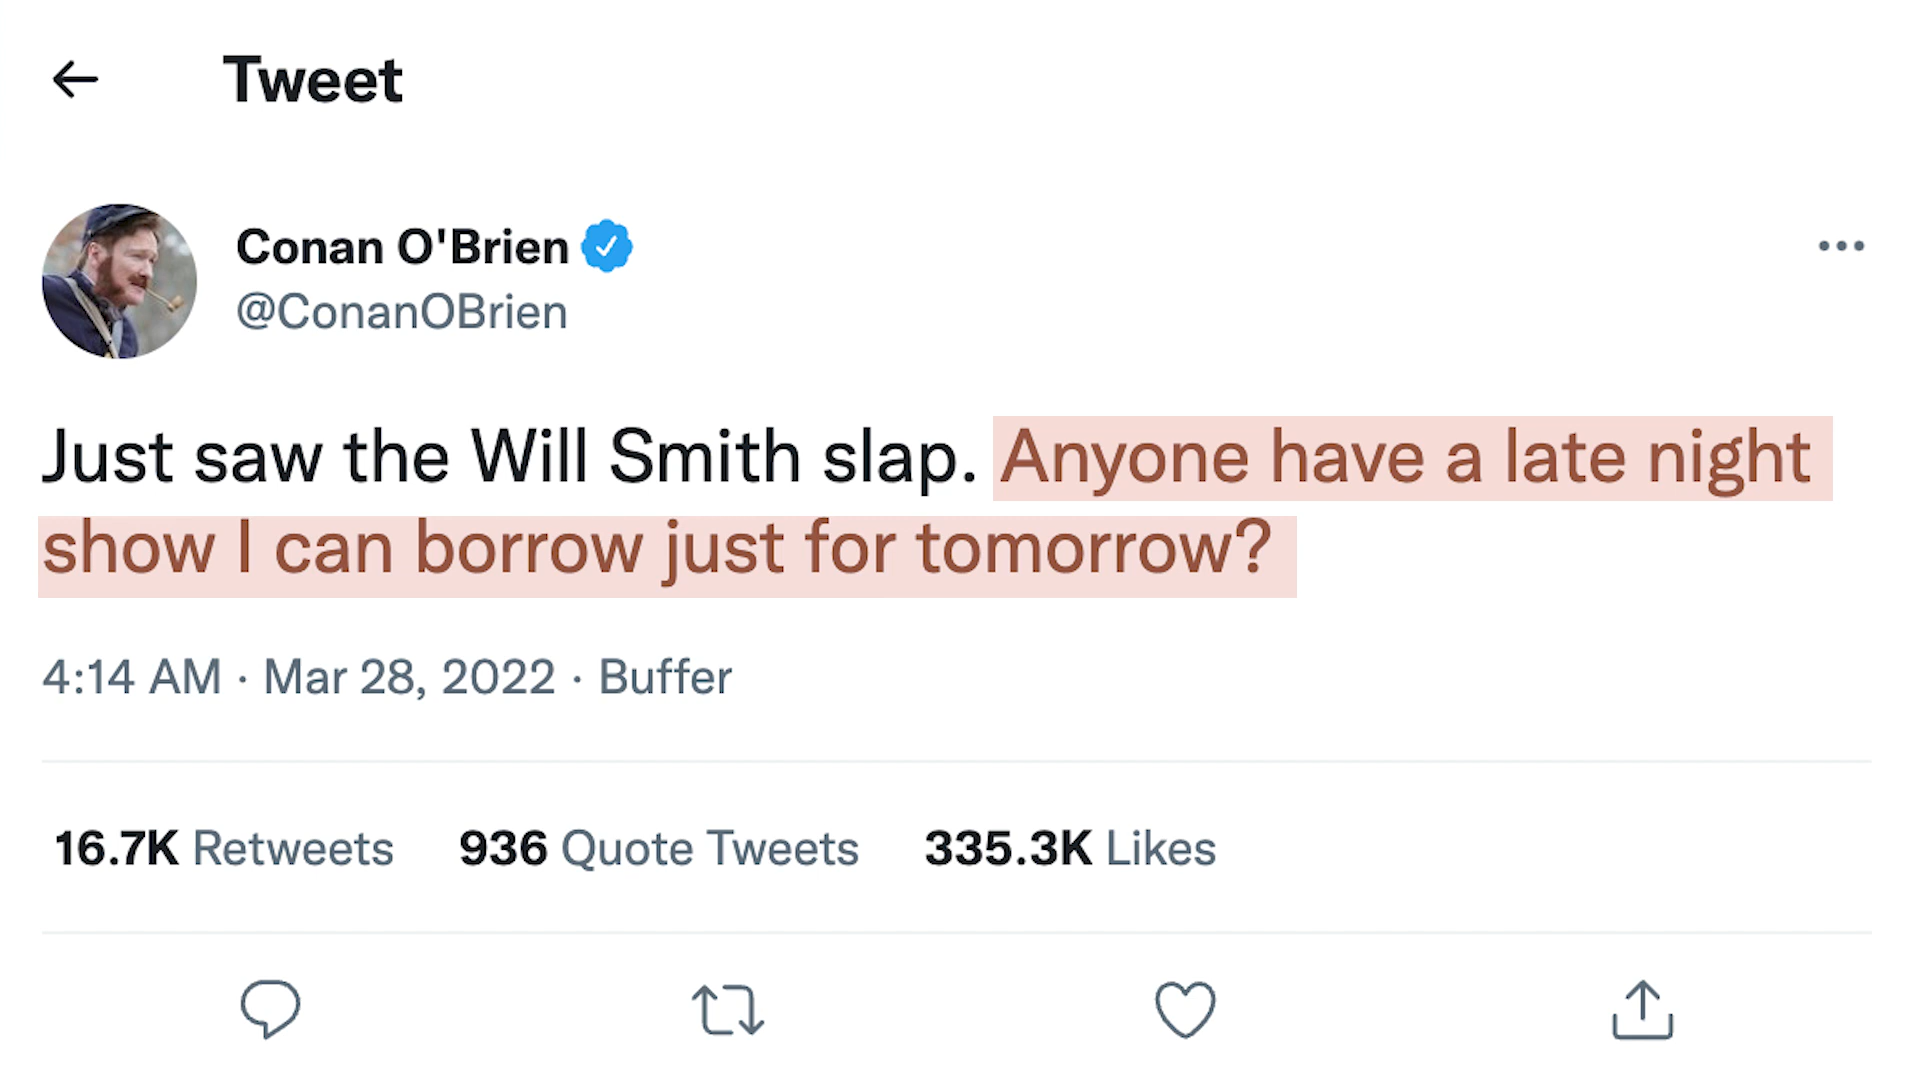 Tweet
Conan O'Brien
@ConanOBrien
Just saw the Will Smith slap. Anyone have a late night
show I can borrow just for tomorrow?
4:14 AM · Mar 28, 2022 · Buffer
16.7K Retweets 936 Quote Tweets 335.3K Likes